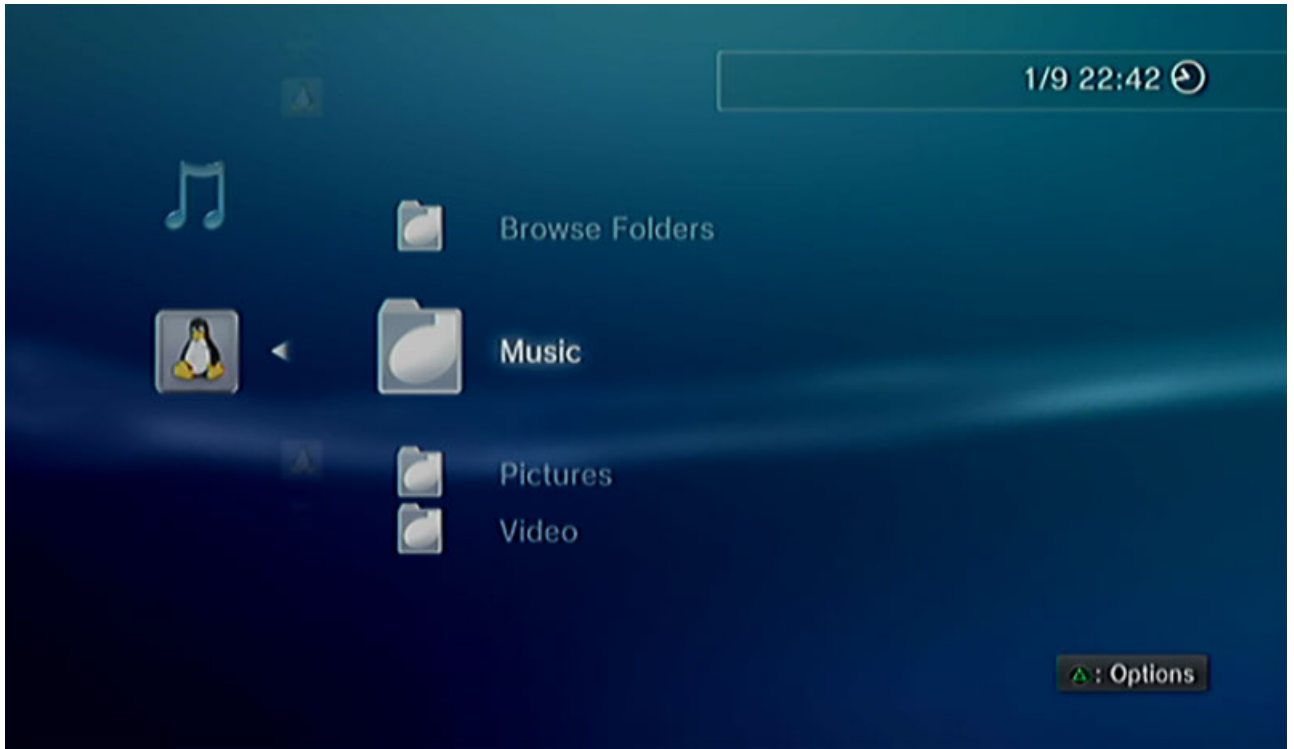 1/9 22:42
Browse Folders
Music
Pictures
Video
: Options